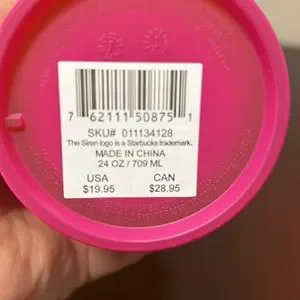 7 62111 50875 1
SKU# 011134128
The Siren logo is a Starbucks trademark.
MADE IN CHINA
24 OZ / 709 ML
USA CAN
$19.95 $28.95